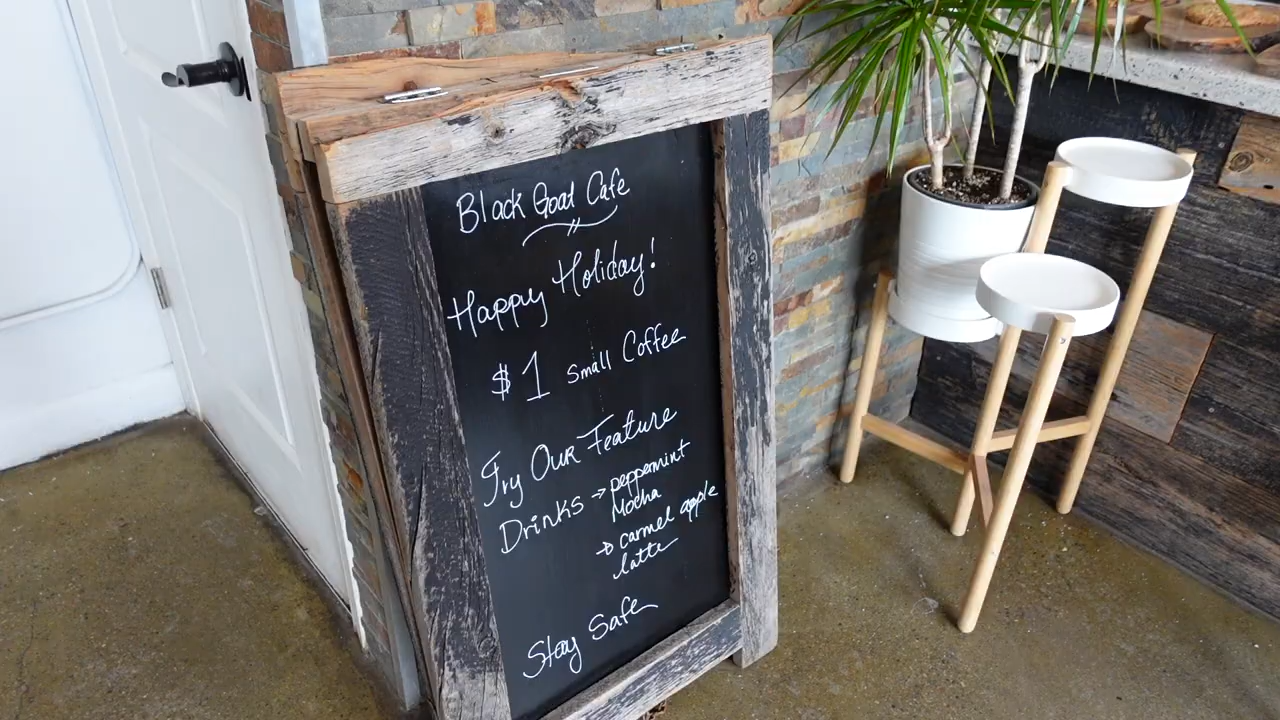 Black Goat Cafe
Happy Holiday!
$1 Small Coffee
Try Our Feature
Drinks → peppermint
Mocha
→ carmel apple
latte
Stay Safe